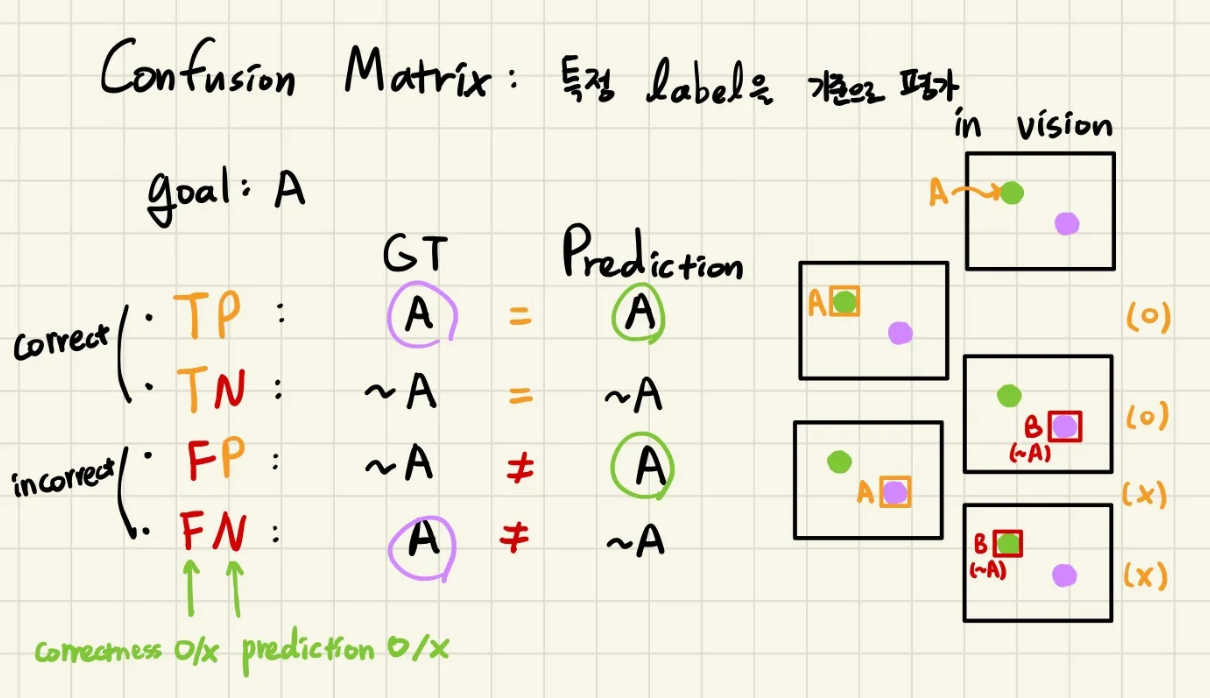 Confusion Matrix : 특정 label을 기준으로 평가
in vision
goal : A
A
GT Prediction
correct
· TP : A = A
A
(O)
· TN : ~A = ~A
B
(~A)
(O)
incorrect
· FP : ~A ≠ A
A
(X)
· FN : A ≠ ~A
B
(~A)
(X)
correctness O/X prediction O/X